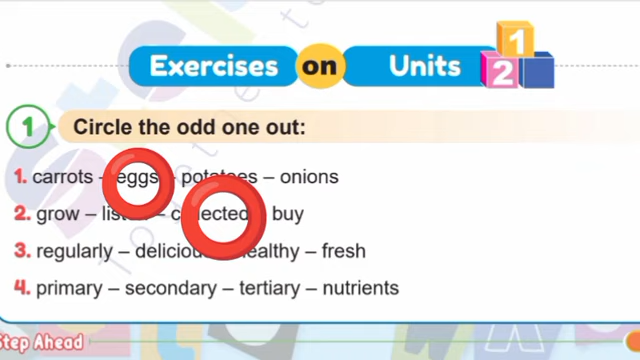 Exercises on Units 1 2
1 Circle the odd one out:
1. carrots – eggs – potatoes – onions
2. grow – listen – collected – buy
3. regularly – delicious – healthy – fresh
4. primary – secondary – tertiary – nutrients
Step Ahead